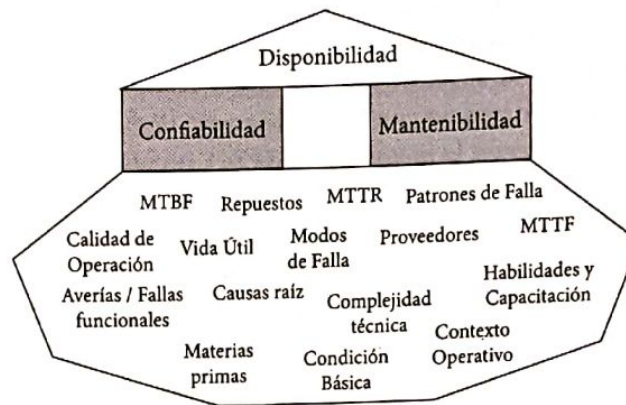 Disponibilidad
Confiabilidad
Mantenibilidad
MTBF
Repuestos
MTTR
Patrones de Falla
Calidad de
Operación
Vida Útil
Modos
de Falla
Proveedores
MTTF
Averías / Fallas
funcionales
Causas raíz
Complejidad
técnica
Habilidades y
Capacitación
Materias
primas
Condición
Básica
Contexto
Operativo